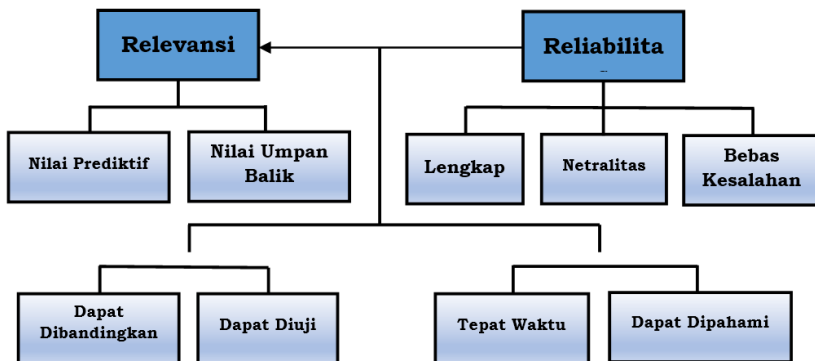 Relevansi
Reliabilita
Nilai Prediktif
Nilai Umpan
Balik
Lengkap
Netralitas
Bebas
Kesalahan
Dapat
Dibandingkan
Dapat Diuji
Tepat Waktu
Dapat Dipahami